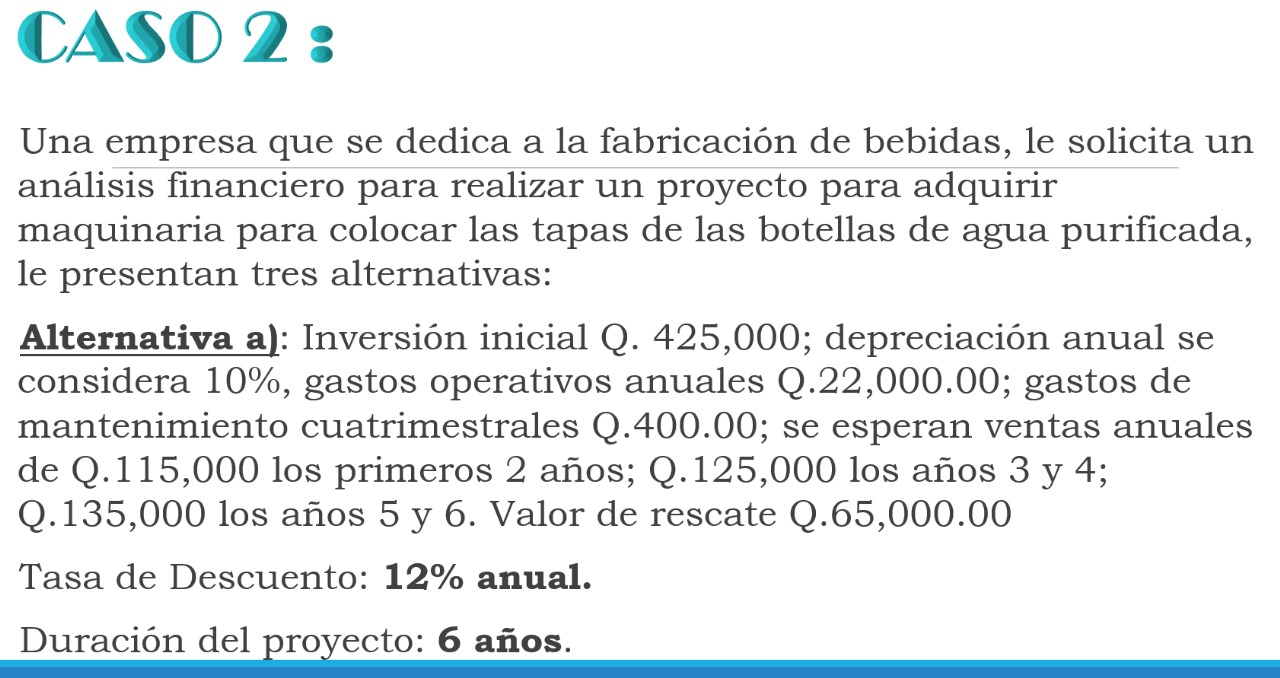 CASO 2 :
Una empresa que se dedica a la fabricación de bebidas, le solicita un
análisis financiero para realizar un proyecto para adquirir
maquinaria para colocar las tapas de las botellas de agua purificada,
le presentan tres alternativas:
Alternativa a): Inversión inicial Q. 425,000; depreciación anual se
considera 10%, gastos operativos anuales Q.22,000.00; gastos de
mantenimiento cuatrimestrales Q.400.00; se esperan ventas anuales
de Q.115,000 los primeros 2 años; Q.125,000 los años 3 y 4;
Q.135,000 los años 5 y 6. Valor de rescate Q.65,000.00
Tasa de Descuento: 12% anual.
Duración del proyecto: 6 años.